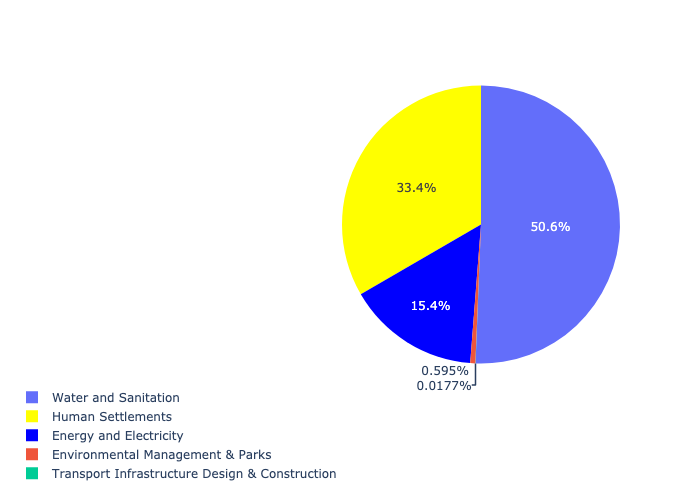 33.4%
50.6%
15.4%
0.595%
0.0177%
Water and Sanitation
Human Settlements
Energy and Electricity
Environmental Management & Parks
Transport Infrastructure Design & Construction